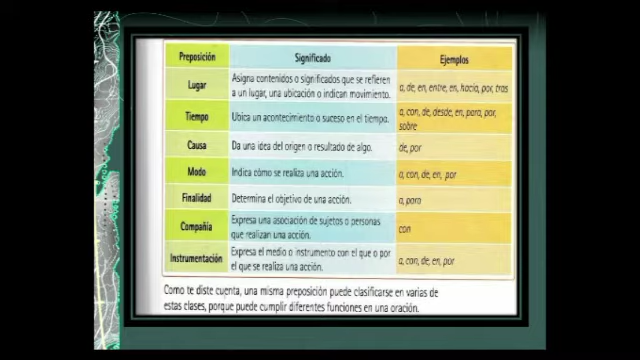 Preposición Significado Ejemplos
Lugar
Asigna contenidos o significados que se refieren
a un lugar, una ubicación o indican movimiento.
a, de, en, entre, en, hacia, por, tras
Tiempo
Ubica un acontecimiento o suceso en el tiempo.
a, con, de, desde, en, para, por,
sobre
Causa
Da una idea del origen o resultado de algo.
de, por
Modo
Indica cómo se realiza una acción.
a, con, de, en, por
Finalidad
Determina el objetivo de una acción.
a, para
Compañía
Expresa una asociación de sujetos o personas
que realizan una acción.
con
Instrumentación
Expresa el medio o instrumento con el que o por
el que se realiza una acción.
a, con, de, en, por
Como te diste cuenta, una misma preposición puede clasificarse en varias de
estas clases, porque puede cumplir diferentes funciones en una oración.